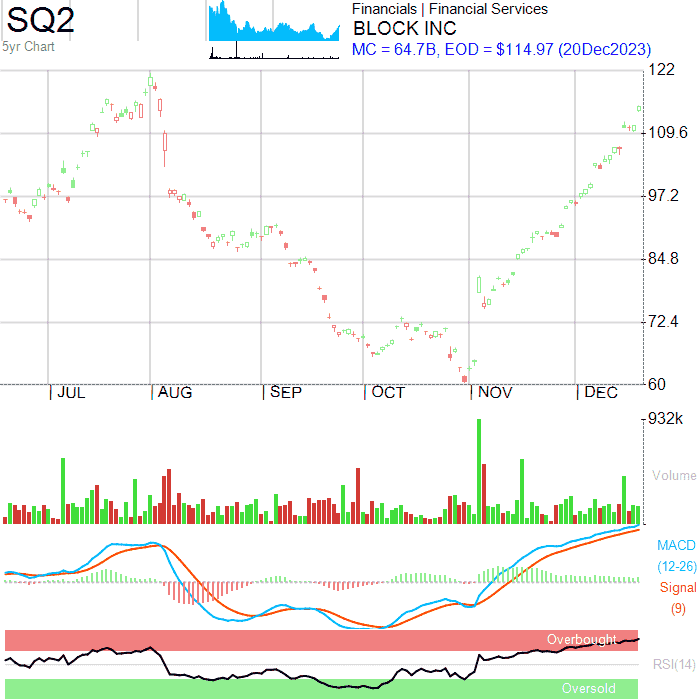 SQ2
5yr Chart
Financials | Financial Services
BLOCK INC
MC = 64.7B, EOD = $114.97 (20Dec2023)
122
109.6
97.2
84.8
72.4
60
JUL
AUG
SEP
OCT
NOV
DEC
932k
Volume
MACD
(12-26)
Signal
(9)
Overbought
RSI(14)
Oversold